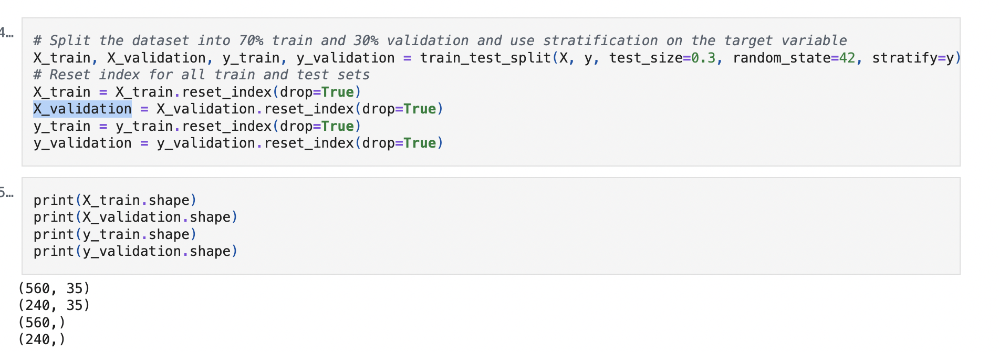 4…
# Split the dataset into 70% train and 30% validation and use stratification on the target variable
X_train, X_validation, y_train, y_validation = train_test_split(X, y, test_size=0.3, random_state=42, stratify=y)
# Reset index for all train and test sets
X_train = X_train.reset_index(drop=True)
X_validation = X_validation.reset_index(drop=True)
y_train = y_train.reset_index(drop=True)
y_validation = y_validation.reset_index(drop=True)
5…
print(X_train.shape)
print(X_validation.shape)
print(y_train.shape)
print(y_validation.shape)
(560, 35)
(240, 35)
(560,)
(240,)